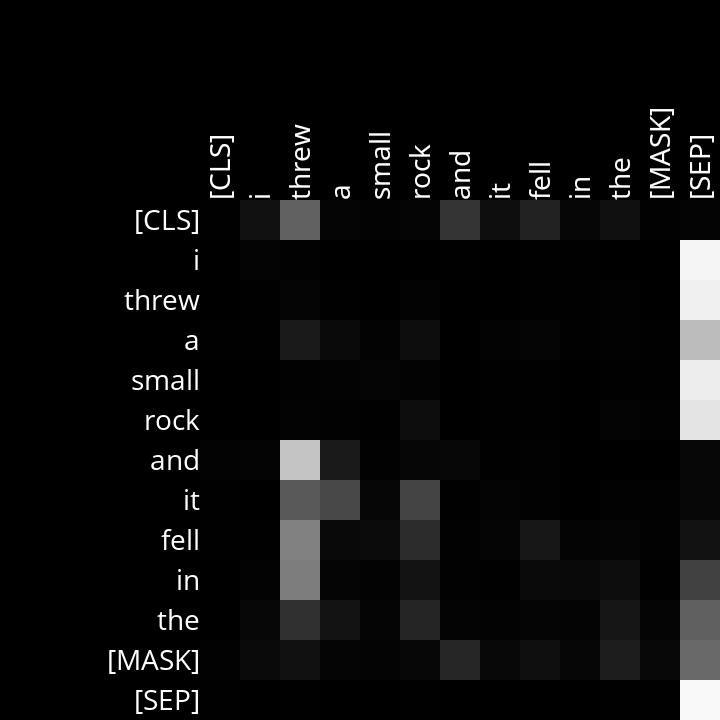 [CLS] i threw a small rock and it fell in the [MASK] [SEP]
[CLS]
i
threw
a
small
rock
and
it
fell
in
the
[MASK]
[SEP]